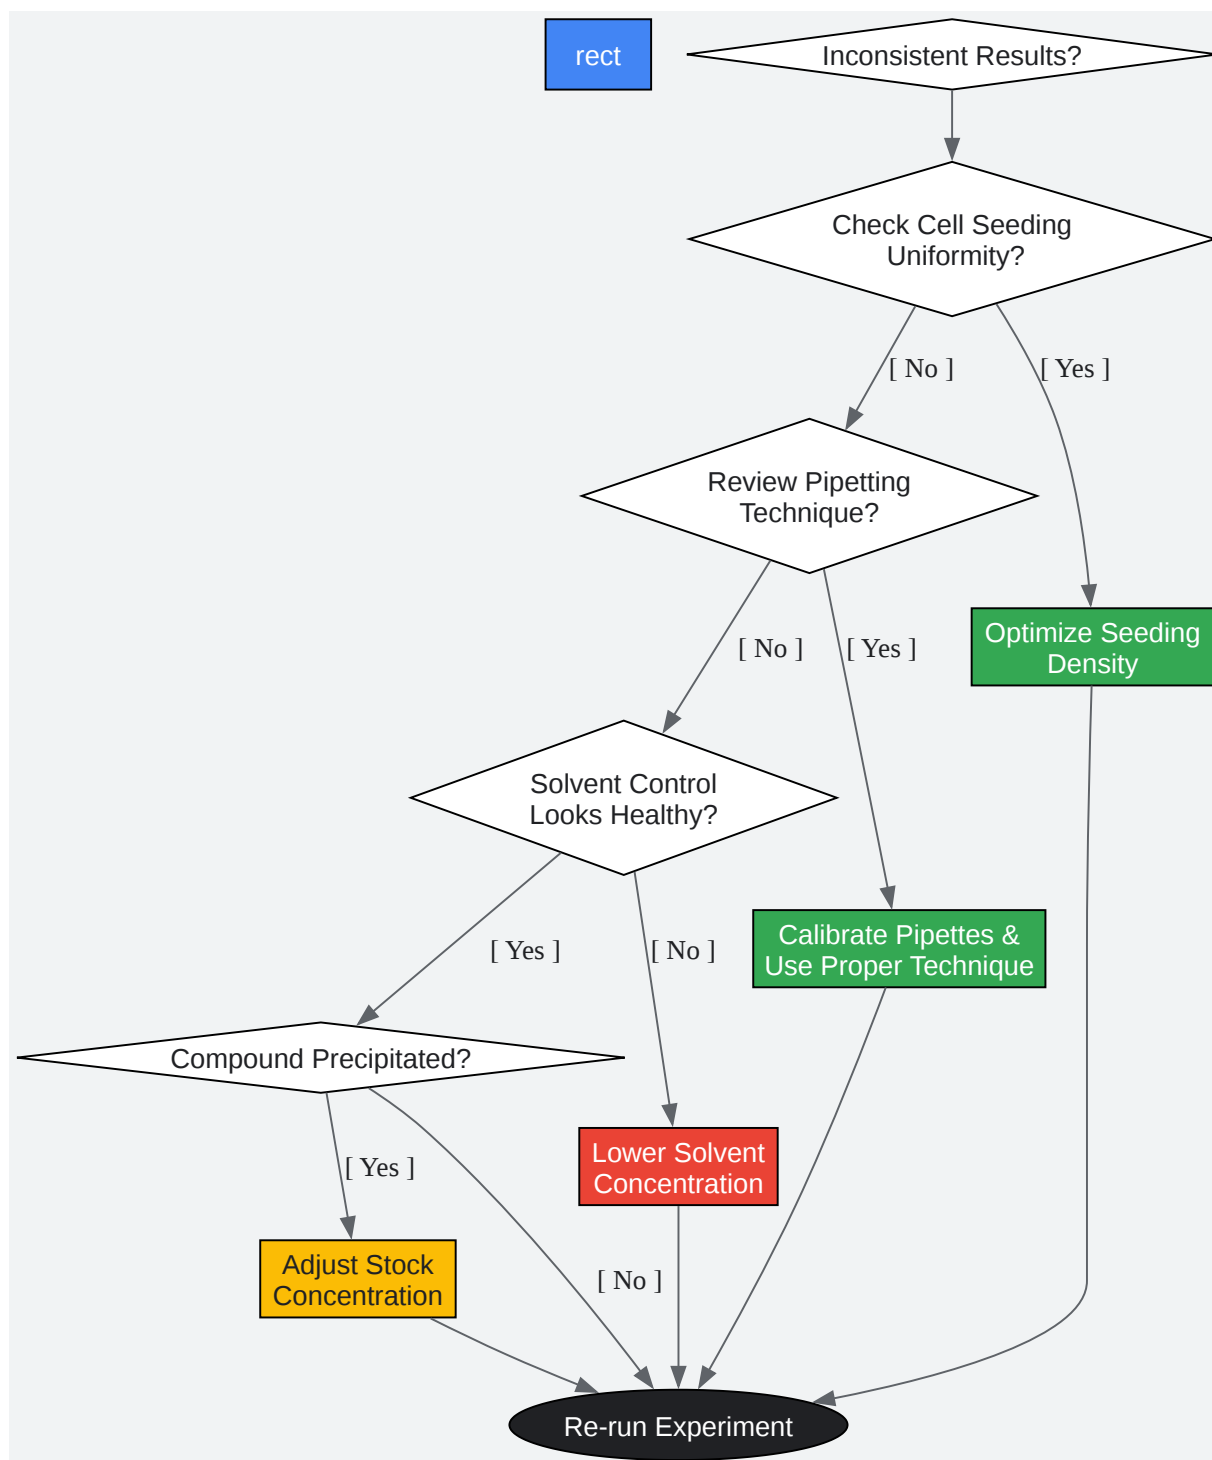 rect
Inconsistent Results?
Check Cell Seeding
Uniformity?
[ No ]
[ Yes ]
Review Pipetting
Technique?
Optimize Seeding
Density
[ No ]
[ Yes ]
Solvent Control
Looks Healthy?
Calibrate Pipettes &
Use Proper Technique
[ Yes ]
[ No ]
Compound Precipitated?
Lower Solvent
Concentration
[ Yes ]
Adjust Stock
Concentration
[ No ]
Re-run Experiment